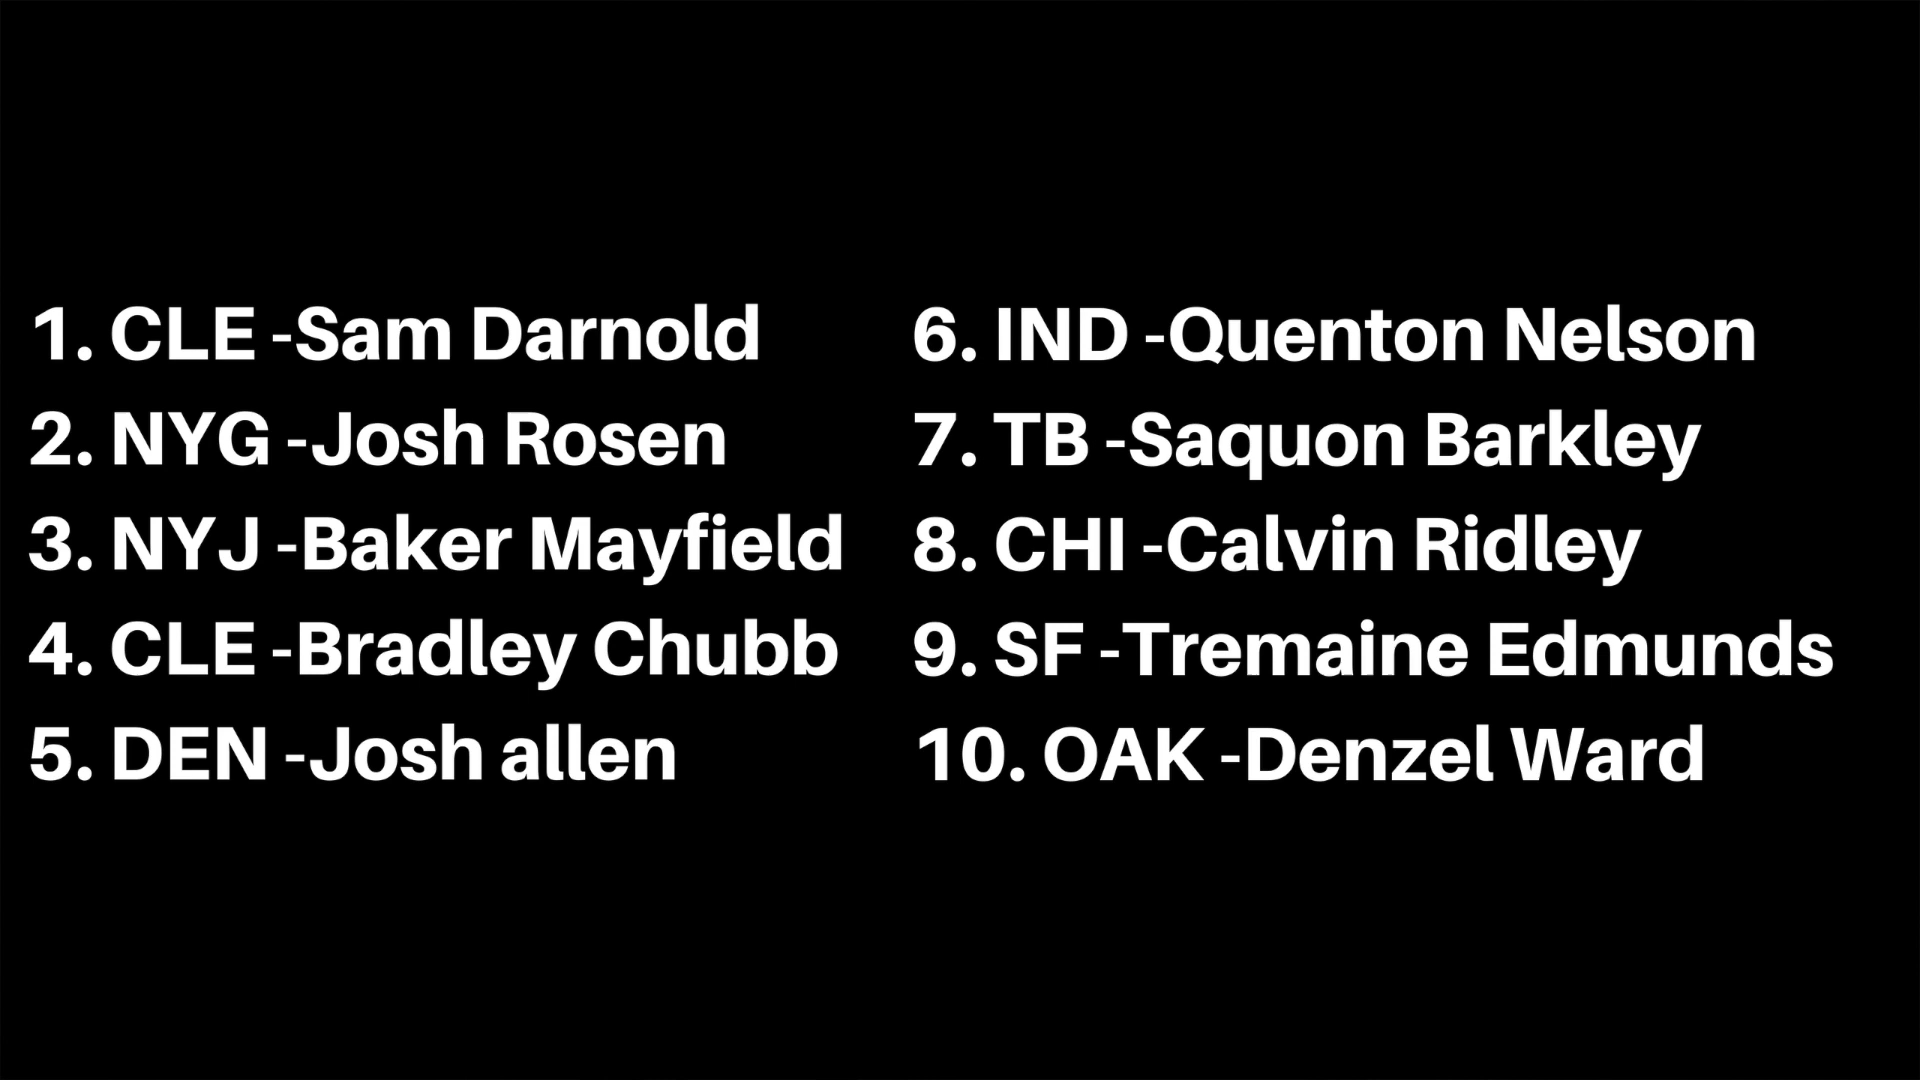 1. CLE -Sam Darnold
2. NYG -Josh Rosen
3. NYJ -Baker Mayfield
4. CLE -Bradley Chubb
5. DEN -Josh allen
6. IND -Quenton Nelson
7. TB -Saquon Barkley
8. CHI -Calvin Ridley
9. SF -Tremaine Edmunds
10. OAK -Denzel Ward